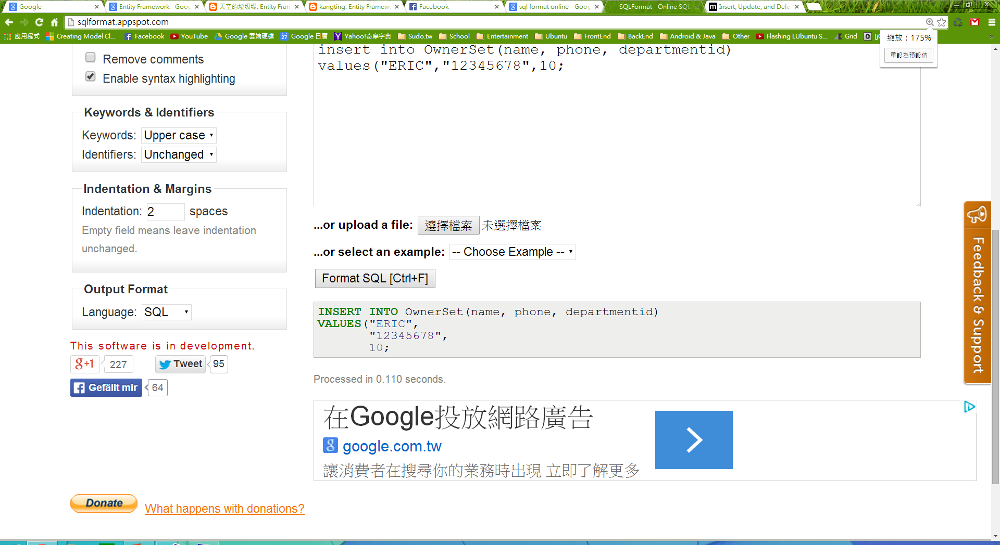 Google
Entity Framework - Goog
天空的垃圾場: Entity Fram
kangting: Entity Framew
Facebook
sql format online - Goog
SQLFormat - Online SQL
Insert, Update, and Dele
sqlformat.appspot.com
應用程式
Creating Model Cl...
Facebook
YouTube
Google 雲端硬碟
Google 日曆
Yahoo!奇摩字典
Sudo.tw
School
Entertainment
Ubuntu
FrontEnd
BackEnd
Android & Java
Other
Flashing LUbuntu S...
Grid
縮放：175%
重設為預設值
Remove comments
Enable syntax highlighting
Keywords & Identifiers
Keywords: Upper case
Identifiers: Unchanged
Indentation & Margins
Indentation: 2 spaces
Empty field means leave indentation
unchanged.
Output Format
Language: SQL
This software is in development.
g+1 227
Tweet 95
Gefällt mir 64
insert into OwnerSet(name, phone, departmentid)
values("ERIC","12345678",10;
...or upload a file: 選擇檔案 未選擇檔案
...or select an example: -- Choose Example --
Format SQL [Ctrl+F]
INSERT INTO OwnerSet(name, phone, departmentid)
VALUES("ERIC",
"12345678",
10;
Processed in 0.110 seconds.
在Google投放網路廣告
google.com.tw
讓消費者在搜尋你的業務時出現 立即了解更多
Feedback & Support
Donate
What happens with donations?